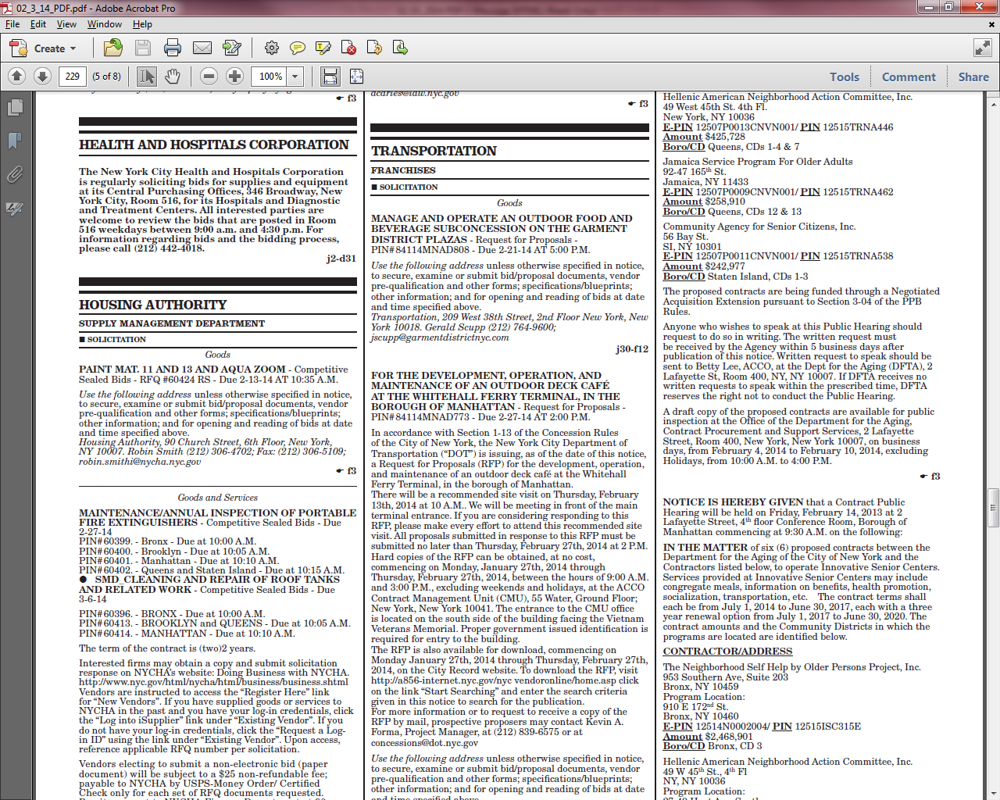 02_3_14_PDF.pdf - Adobe Acrobat Pro
File Edit View Window Help
Create
229 (5 of 8) 100% Tools Comment Share
f3
HEALTH AND HOSPITALS CORPORATION
The New York City Health and Hospitals Corporation
is regularly soliciting bids for supplies and equipment
at its Central Purchasing Offices, 346 Broadway, New
York City, Room 516, for its Hospitals and Diagnostic
and Treatment Centers. All interested parties are
welcome to review the bids that are posted in Room
516 weekdays between 9:00 a.m. and 4:30 p.m. For
information regarding bids and the bidding process,
please call (212) 442-4018.
j2-d31
HOUSING AUTHORITY
SUPPLY MANAGEMENT DEPARTMENT
■ SOLICITATION
Goods
PAINT MAT. 11 AND 13 AND AQUA ZOOM - Competitive
Sealed Bids - RFQ #60424 RS - Due 2-13-14 AT 10:35 A.M.
Use the following address unless otherwise specified in notice,
to secure, examine or submit bid/proposal documents, vendor
pre-qualification and other forms; specifications/blueprints;
other information; and for opening and reading of bids at date
and time specified above.
Housing Authority, 90 Church Street, 6th Floor, New York,
NY 10007. Robin Smith (212) 306-4702; Fax: (212) 306-5109;
robin.smithi@nycha.nyc.gov
f3
Goods and Services
MAINTENANCE/ANNUAL INSPECTION OF PORTABLE
FIRE EXTINGUISHERS - Competitive Sealed Bids - Due
2-27-14
PIN#60399. - Bronx - Due at 10:00 A.M.
PIN#60400. - Brooklyn - Due at 10:05 A.M.
PIN#60401. - Manhattan - Due at 10:10 A.M.
PIN#60402. - Queens and Staten Island - Due at 10:15 A.M.
● SMD_CLEANING AND REPAIR OF ROOF TANKS
AND RELATED WORK - Competitive Sealed Bids - Due
3-6-14
PIN#60396. - BRONX - Due at 10:00 A.M.
PIN#60413. - BROOKLYN and QUEENS - Due at 10:05 A.M.
PIN#60414. - MANHATTAN - Due at 10:10 A.M.
The term of the contract is (two)2 years.
Interested firms may obtain a copy and submit solicitation
response on NYCHA's website: Doing Business with NYCHA.
http://www.nyc.gov/html/nycha/html/business/business.shtml
Vendors are instructed to access the "Register Here" link
for "New Vendors". If you have supplied goods or services to
NYCHA in the past and you have your log-in credentials, click
the "Log into iSupplier" link under "Existing Vendor". If you
do not have your log-in credentials, click the "Request a Log-
in ID" using the link under "Existing Vendor". Upon access,
reference applicable RFQ number per solicitation.
Vendors electing to submit a non-electronic bid (paper
document) will be subject to a $25 non-refundable fee;
payable to NYCHA by USPS-Money Order/ Certified
Check only for each set of RFQ documents requested.
dcarles@law.nyc.gov
f3
TRANSPORTATION
FRANCHISES
■ SOLICITATION
Goods
MANAGE AND OPERATE AN OUTDOOR FOOD AND
BEVERAGE SUBCONCESSION ON THE GARMENT
DISTRICT PLAZAS - Request for Proposals -
PIN#84114MNAD808 - Due 2-21-14 AT 5:00 P.M.
Use the following address unless otherwise specified in notice,
to secure, examine or submit bid/proposal documents, vendor
pre-qualification and other forms; specifications/blueprints;
other information; and for opening and reading of bids at date
and time specified above.
Transportation, 209 West 38th Street, 2nd Floor New York, New
York 10018. Gerald Scupp (212) 764-9600;
jscupp@garmentdistrictnyc.com
j30-f12
FOR THE DEVELOPMENT, OPERATION, AND
MAINTENANCE OF AN OUTDOOR DECK CAFÉ
AT THE WHITEHALL FERRY TERMINAL, IN THE
BOROUGH OF MANHATTAN - Request for Proposals -
PIN#84114MNAD773 - Due 2-27-14 AT 2:00 P.M.
In accordance with Section 1-13 of the Concession Rules
of the City of New York, the New York City Department of
Transportation ("DOT") is issuing, as of the date of this notice,
a Request for Proposals (RFP) for the development, operation,
and maintenance of an outdoor deck café at the Whitehall
Ferry Terminal, in the borough of Manhattan.
There will be a recommended site visit on Thursday, February
13th, 2014 at 10 A.M.. We will be meeting in front of the main
terminal entrance. If you are considering responding to this
RFP, please make every effort to attend this recommended site
visit. All proposals submitted in response to this RFP must be
submitted no later than Thursday, February 27th, 2014 at 2 P.M.
Hard copies of the RFP can be obtained, at no cost,
commencing on Monday, January 27th, 2014 through
Thursday, February 27th, 2014, between the hours of 9:00 A.M.
and 3:00 P.M., excluding weekends and holidays, at the ACCO
Contract Management Unit (CMU), 55 Water, Ground Floor;
New York, New York 10041. The entrance to the CMU office
is located on the south side of the building facing the Vietnam
Veterans Memorial. Proper government issued identification is
required for entry to the building.
The RFP is also available for download, commencing on
Monday January 27th, 2014 through Thursday, February 27th,
2014, on the City Record website. To download the RFP, visit
http://a856-internet.nyc.gov/nyc vendoronline/home.asp click
on the link "Start Searching" and enter the search criteria
given in this notice to search for the publication.
For more information or to request to receive a copy of the
RFP by mail, prospective proposers may contact Kevin A.
Forma, Project Manager, at (212) 839-6575 or at
concessions@dot.nyc.gov
Use the following address unless otherwise specified in notice,
to secure, examine or submit bid/proposal documents, vendor
pre-qualification and other forms; specifications/blueprints;
other information; and for opening and reading of bids at date
and time specified above.
Hellenic American Neighborhood Action Committee, Inc.
49 West 45th St. 4th Fl.
New York, NY 10036
E-PIN 12507P0013CNVN001/ PIN 12515TRNA446
Amount $425,728
Boro/CD Queens, CDs 1-4 & 7
Jamaica Service Program For Older Adults
92-47 165th St.
Jamaica, NY 11433
E-PIN 12507P0009CNVN001/ PIN 12515TRNA462
Amount $258,910
Boro/CD Queens, CDs 12 & 13
Community Agency for Senior Citizens, Inc.
56 Bay St.
SI, NY 10301
E-PIN 12507P0011CNVN001/ PIN 12515TRNA538
Amount $242,977
Boro/CD Staten Island, CDs 1-3
The proposed contracts are being funded through a Negotiated
Acquisition Extension pursuant to Section 3-04 of the PPB
Rules.
Anyone who wishes to speak at this Public Hearing should
request to do so in writing. The written request must
be received by the Agency within 5 business days after
publication of this notice. Written request to speak should be
sent to Betty Lee, ACCO, at the Dept for the Aging (DFTA), 2
Lafayette St, Room 400, NY, NY 10007. If DFTA receives no
written requests to speak within the prescribed time, DFTA
reserves the right not to conduct the Public Hearing.
A draft copy of the proposed contracts are available for public
inspection at the Office of the Department for the Aging,
Contract Procurement and Support Services, 2 Lafayette
Street, Room 400, New York, New York 10007, on business
days, from February 4, 2014 to February 10, 2014, excluding
Holidays, from 10:00 A.M. to 4:00 P.M.
f3
NOTICE IS HEREBY GIVEN that a Contract Public
Hearing will be held on Friday, February 14, 2013 at 2
Lafayette Street, 4th floor Conference Room, Borough of
Manhattan commencing at 9:30 A.M. on the following:
IN THE MATTER of six (6) proposed contracts between the
Department for the Aging of the City of New York and the
Contractors listed below, to operate Innovative Senior Centers.
Services provided at Innovative Senior Centers may include
congregate meals, information on benefits, health promotion,
socialization, transportation, etc. The contract terms shall
each be from July 1, 2014 to June 30, 2017, each with a three
year renewal option from July 1, 2017 to June 30, 2020. The
contract amounts and the Community Districts in which the
programs are located are identified below.
CONTRACTOR/ADDRESS
The Neighborhood Self Help by Older Persons Project, Inc.
953 Southern Ave, Suite 203
Bronx, NY 10459
Program Location:
910 E 172nd St.
Bronx, NY 10460
E-PIN 12514N0002004/ PIN 12515ISC315E
Amount $2,468,901
Boro/CD Bronx, CD 3
Hellenic American Neighborhood Action Committee, Inc.
49 W 45th St., 4th Fl
NY, NY 10036
Program Location: